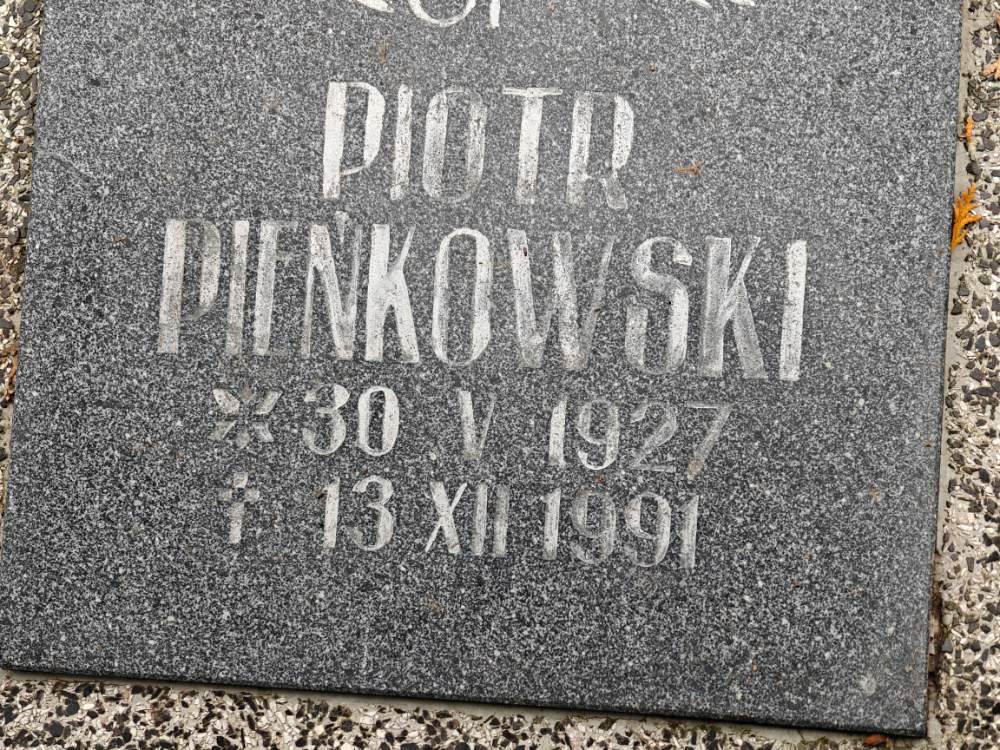 PIOTR
PIEŃKOWSKI
* 30 V 1927
† 13 XII 1991